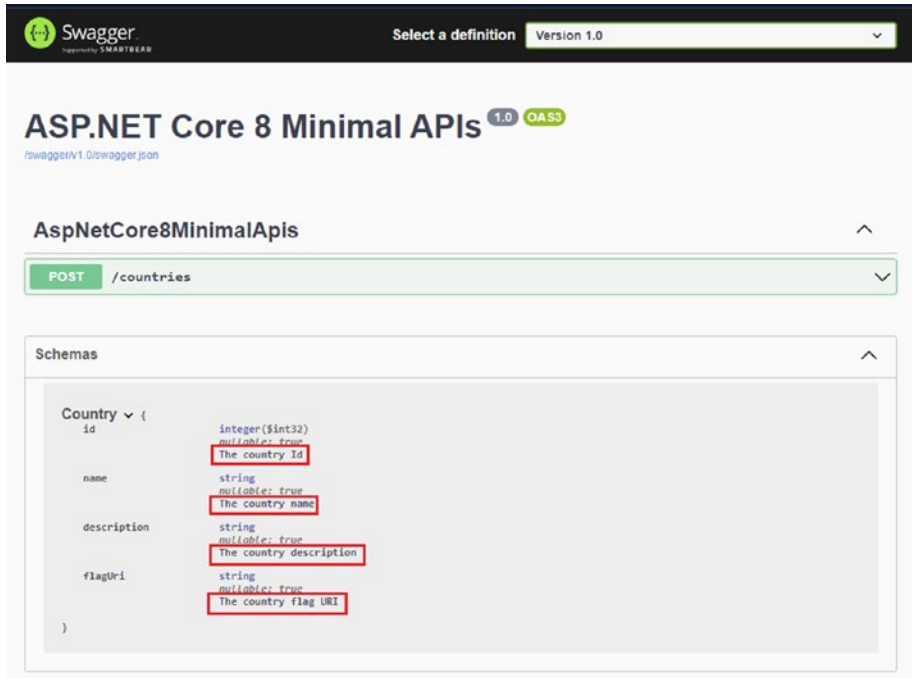 {...} Swagger.
Supported by SMARTBEAR
Select a definition
Version 1.0
ASP.NET Core 8 Minimal APIs 1.0 OAS3
/swagger/v1.0/swagger.json
AspNetCore8MinimalApis
POST /countries
Schemas
Country {
id integer($int32)
nullable: true
The country Id
name string
nullable: true
The country name
description string
nullable: true
The country description
flagUri string
nullable: true
The country flag URI
}